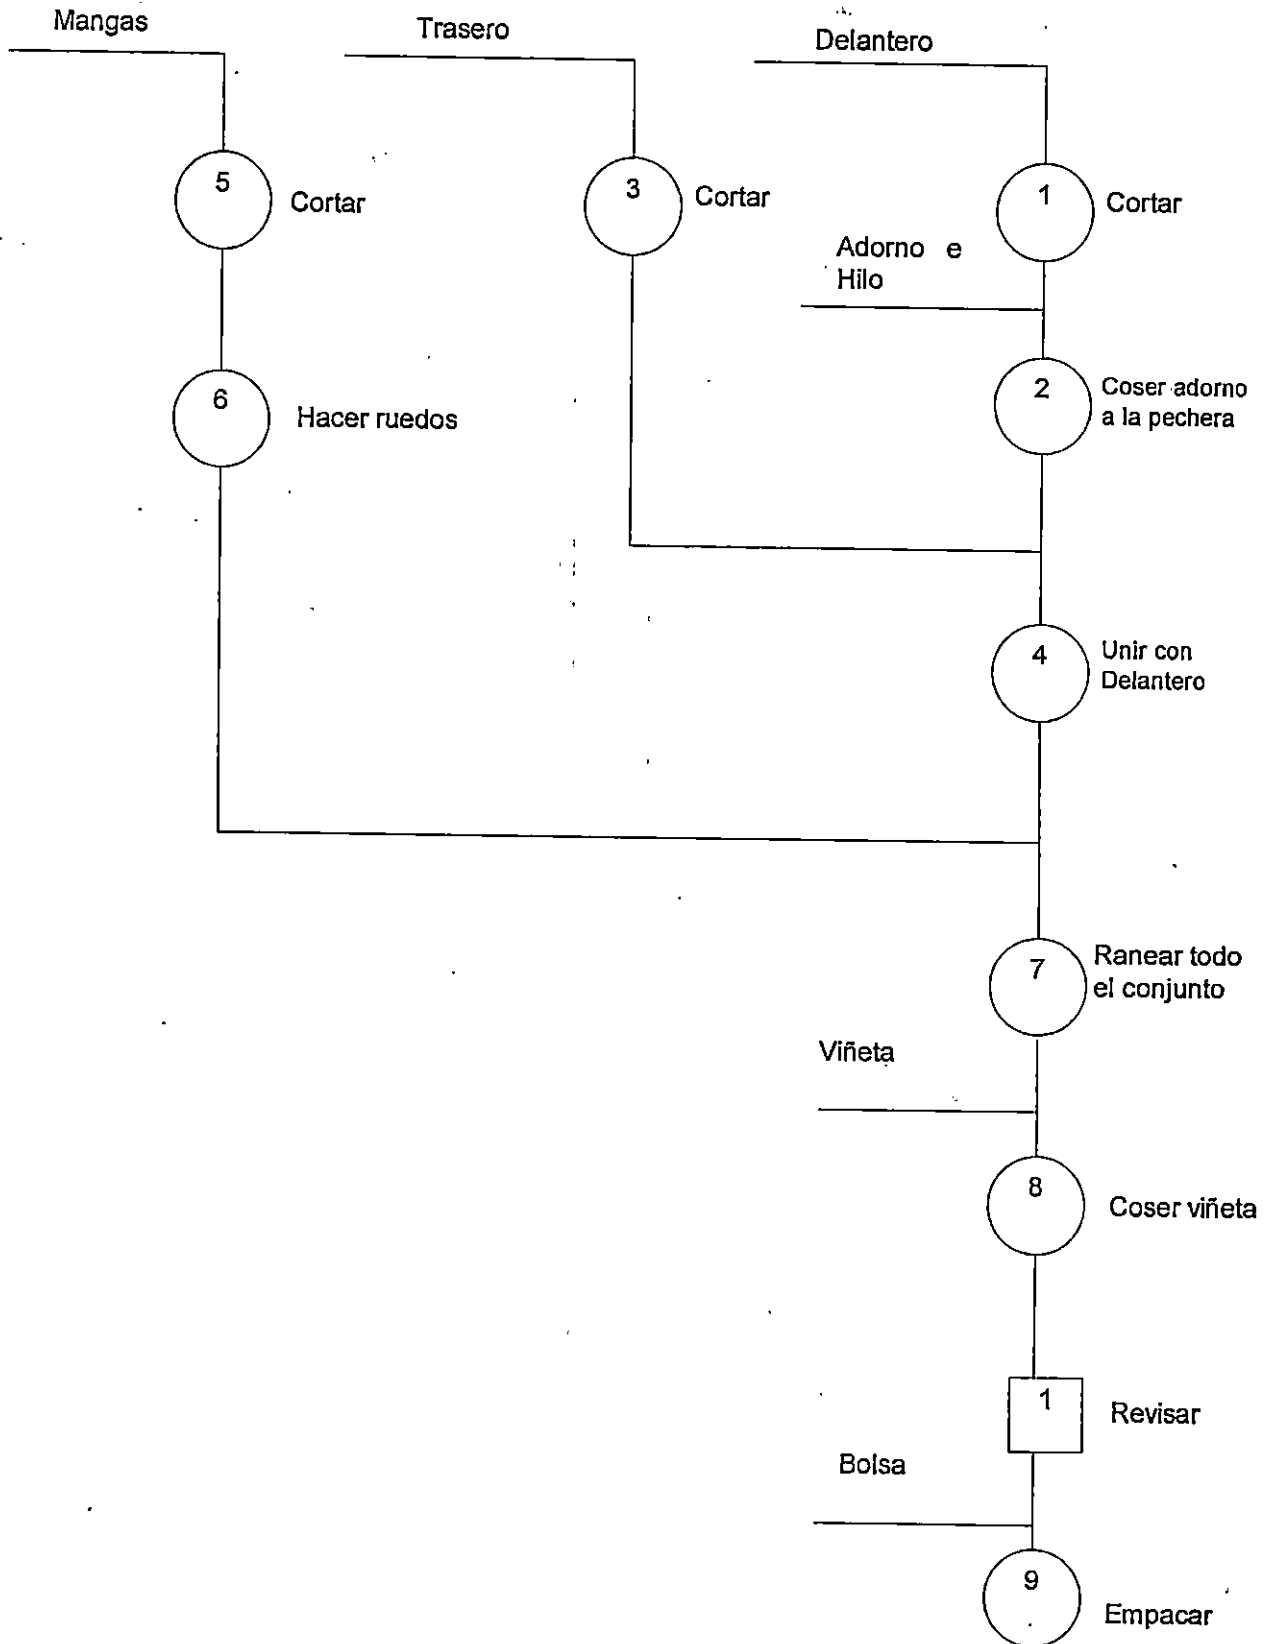 Mangas
Trasero
Delantero
5
Cortar
3
Cortar
1
Cortar
Adorno e
Hilo
6
Hacer ruedos
2
Coser adorno
a la pechera
4
Unir con
Delantero
7
Ranear todo
el conjunto
Viñeta
8
Coser viñeta
1
Revisar
Bolsa
9
Empacar